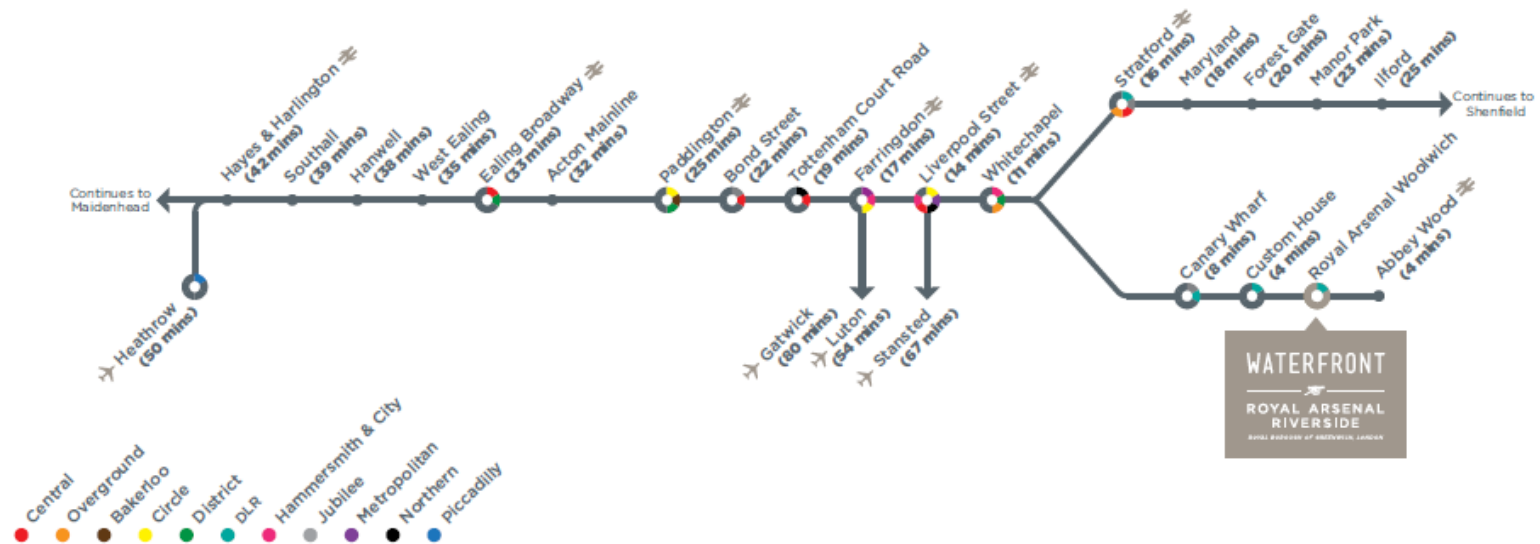 Continues to
Maidenhead
Heathrow
(50 mins)
Hayes & Harlington
(42 mins)
Southall
(39 mins)
Hanwell
(38 mins)
West Ealing
(35 mins)
Ealing Broadway
(33 mins)
Acton Mainline
(32 mins)
Paddington
(25 mins)
Bond Street
(22 mins)
Tottenham Court Road
(19 mins)
Farringdon
(17 mins)
Liverpool Street
(14 mins)
Whitechapel
(11 mins)
Gatwick
(80 mins)
Luton
(54 mins)
Stansted
(67 mins)
Stratford
(16 mins)
Maryland
(18 mins)
Forest Gate
(20 mins)
Manor Park
(23 mins)
Ilford
(25 mins)
Continues to
Shenfield
Canary Wharf
(8 mins)
Custom House
(4 mins)
Royal Arsenal Woolwich
Abbey Wood
(4 mins)
WATERFRONT
ROYAL ARSENAL
RIVERSIDE
ROYAL BOROUGH OF GREENWICH, LONDON
Central
Overground
Bakerloo
Circle
District
DLR
Hammersmith & City
Jubilee
Metropolitan
Northern
Piccadilly